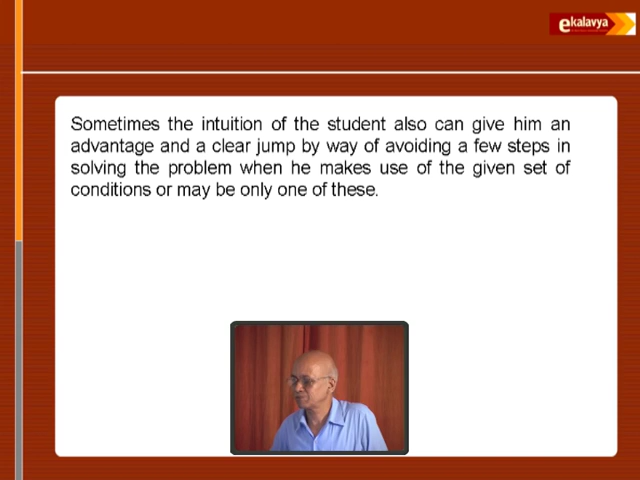 ekalavya
Sometimes the intuition of the student also can give him an
advantage and a clear jump by way of avoiding a few steps in
solving the problem when he makes use of the given set of
conditions or may be only one of these.